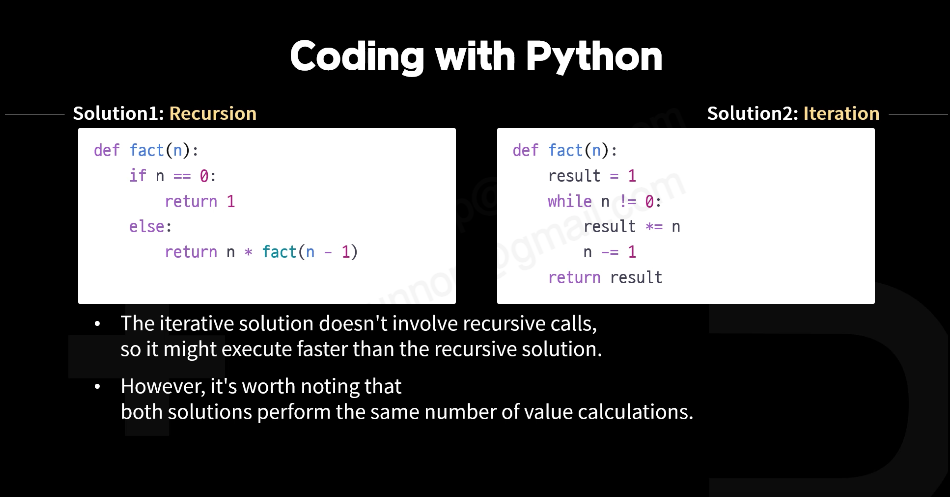 Coding with Python
Solution1: Recursion
def fact(n):
    if n == 0:
        return 1
    else:
        return n * fact(n - 1)
Solution2: Iteration
def fact(n):
    result = 1
    while n != 0:
        result *= n
        n -= 1
    return result
• The iterative solution doesn't involve recursive calls,
so it might execute faster than the recursive solution.
• However, it's worth noting that
both solutions perform the same number of value calculations.